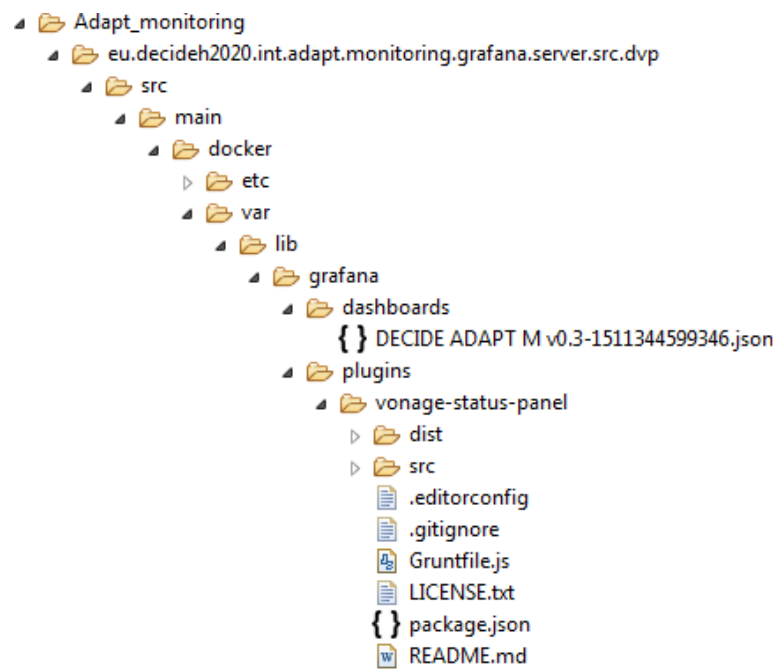 Adapt_monitoring
eu.decideh2020.int.adapt.monitoring.grafana.server.src.dvp
src
main
docker
etc
var
lib
grafana
dashboards
{ } DECIDE ADAPT M v0.3-1511344599346.json
plugins
vonage-status-panel
dist
src
.editorconfig
.gitignore
Gruntfile.js
LICENSE.txt
{ } package.json
README.md